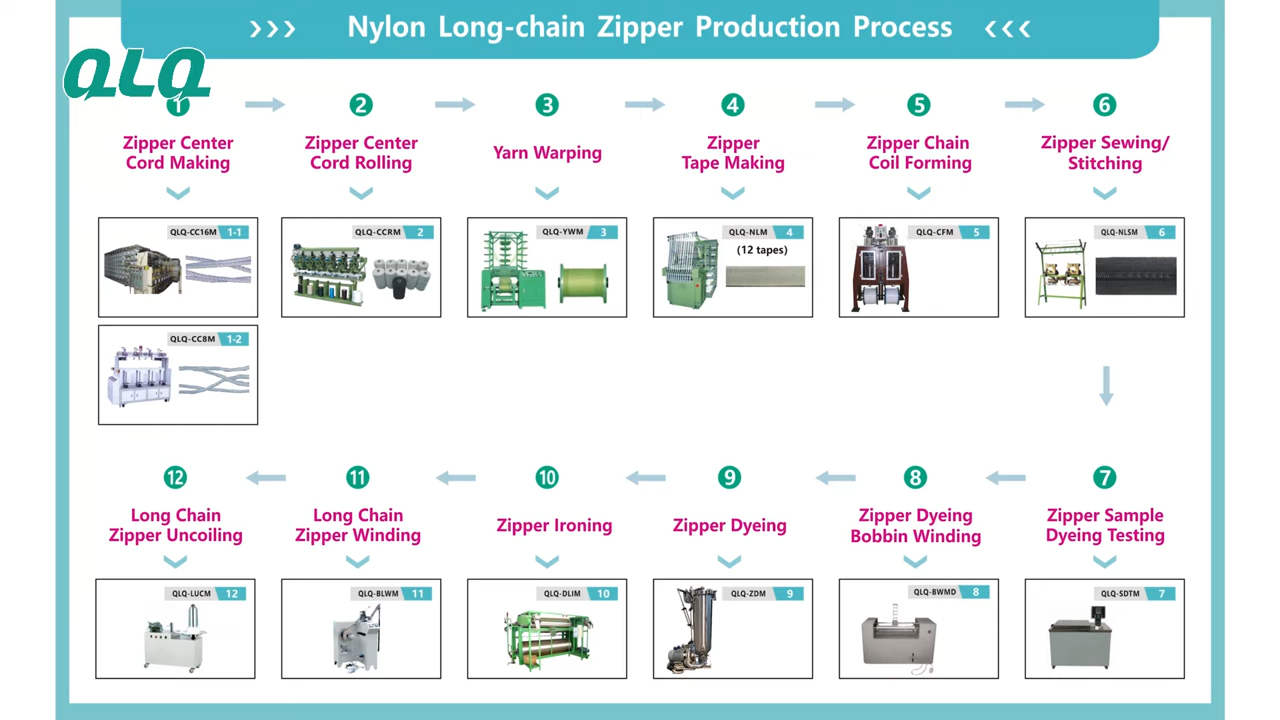 ››› Nylon Long-chain Zipper Production Process ‹‹‹
QLQ
1
2
3
4
5
6
Zipper Center
Cord Making
Zipper Center
Cord Rolling
Yarn Warping
Zipper
Tape Making
Zipper Chain
Coil Forming
Zipper Sewing/
Stitching
QLQ-CC16M 1-1
QLQ-CCRM 2
QLQ-YWM 3
QLQ-NLM 4
(12 tapes)
QLQ-CFM 5
QLQ-NLSM 6
QLQ-CC8M 1-2
12
11
10
9
8
7
Long Chain
Zipper Uncoiling
Long Chain
Zipper Winding
Zipper Ironing
Zipper Dyeing
Zipper Dyeing
Bobbin Winding
Zipper Sample
Dyeing Testing
QLQ-LUCM 12
QLQ-BLWM 11
QLQ-DLIM 10
QLQ-ZDM 9
QLQ-BWMD 8
QLQ-SDTM 7